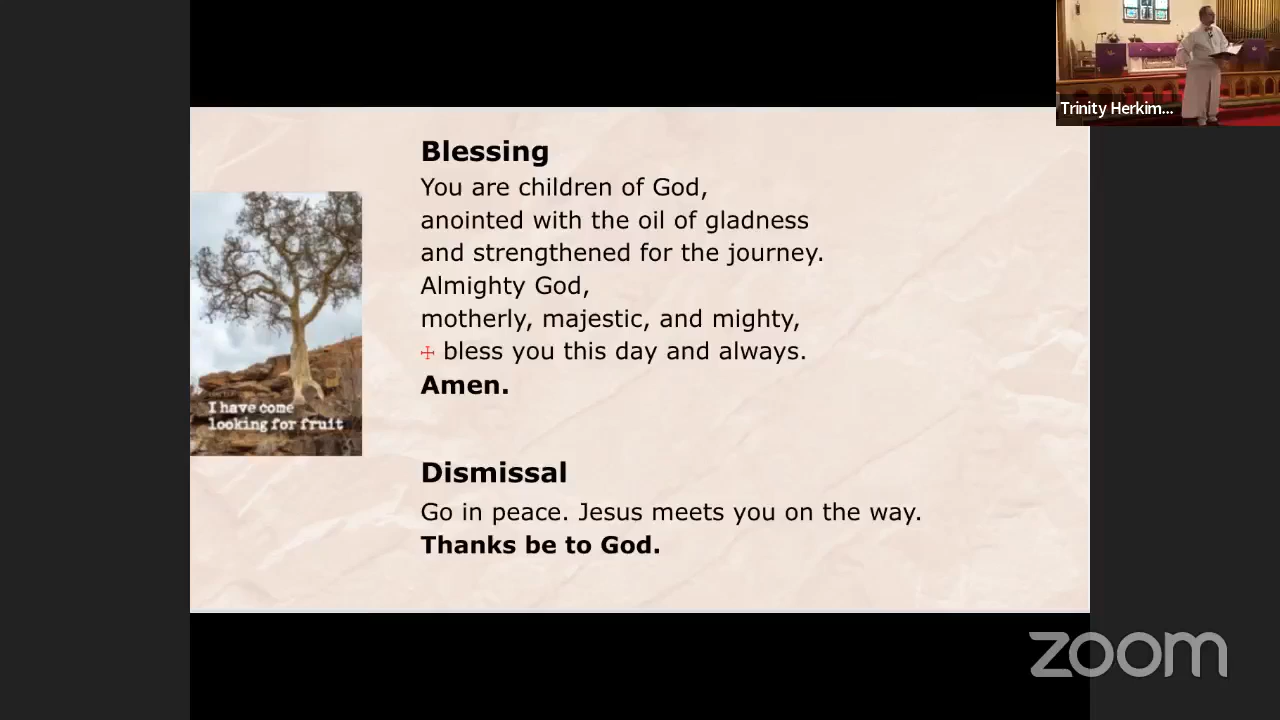 Trinity Herkim...
Blessing
You are children of God,
anointed with the oil of gladness
and strengthened for the journey.
Almighty God,
motherly, majestic, and mighty,
☩ bless you this day and always.
Amen.
I have come
looking for fruit
Dismissal
Go in peace. Jesus meets you on the way.
Thanks be to God.
zoom